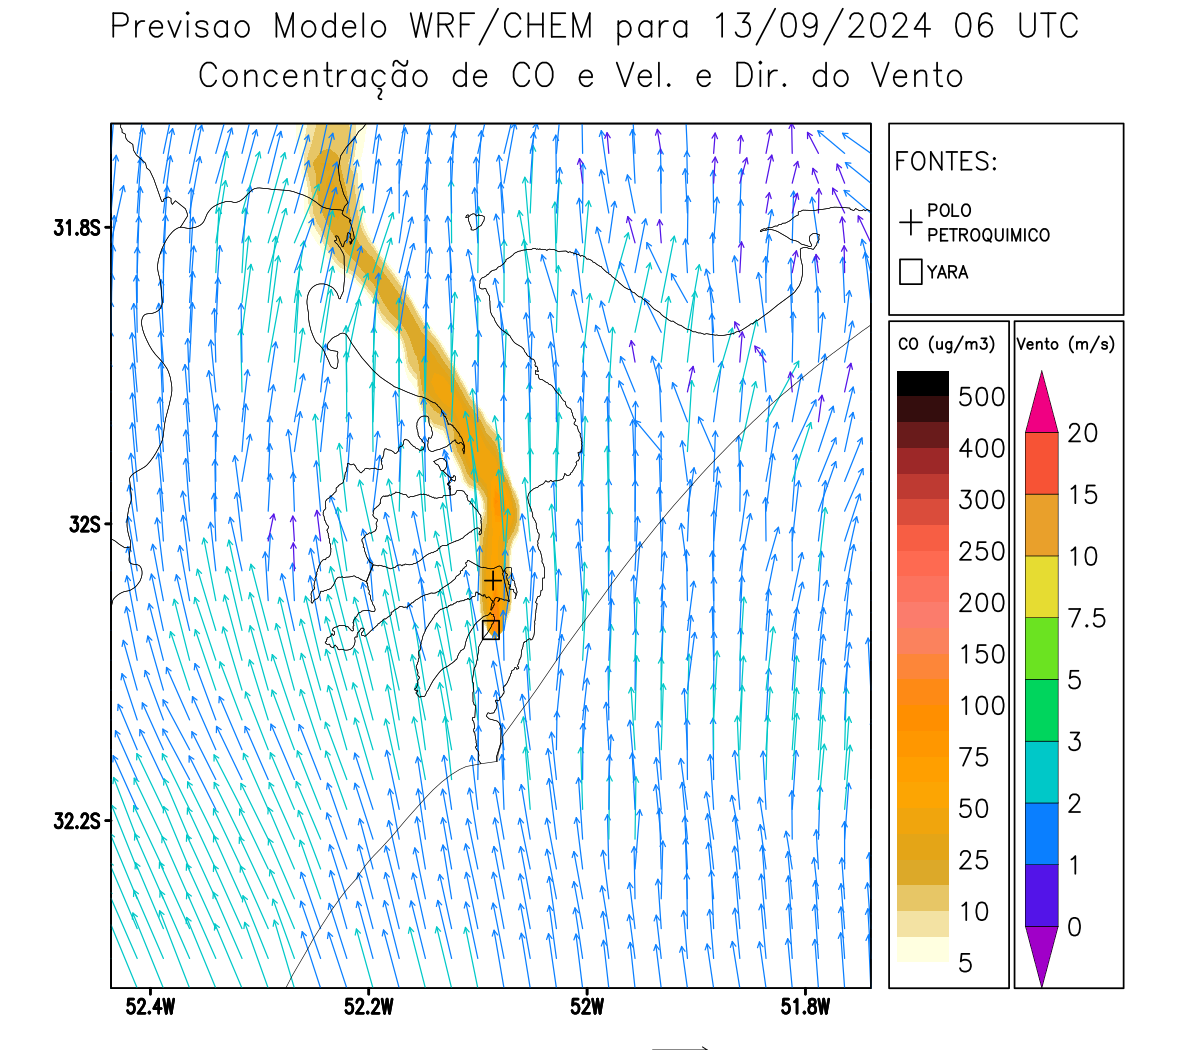 Previsao Modelo WRF/CHEM para 13/09/2024 06 UTC
Concentração de CO e Vel. e Dir. do Vento
FONTES:
POLO
PETROQUIMICO
YARA
CO (ug/m3)
500
400
300
250
200
150
100
75
50
25
10
5
Vento (m/s)
20
15
10
7.5
5
3
2
1
0
31.8S
32S
32.2S
52.4W
52.2W
52W
51.8W